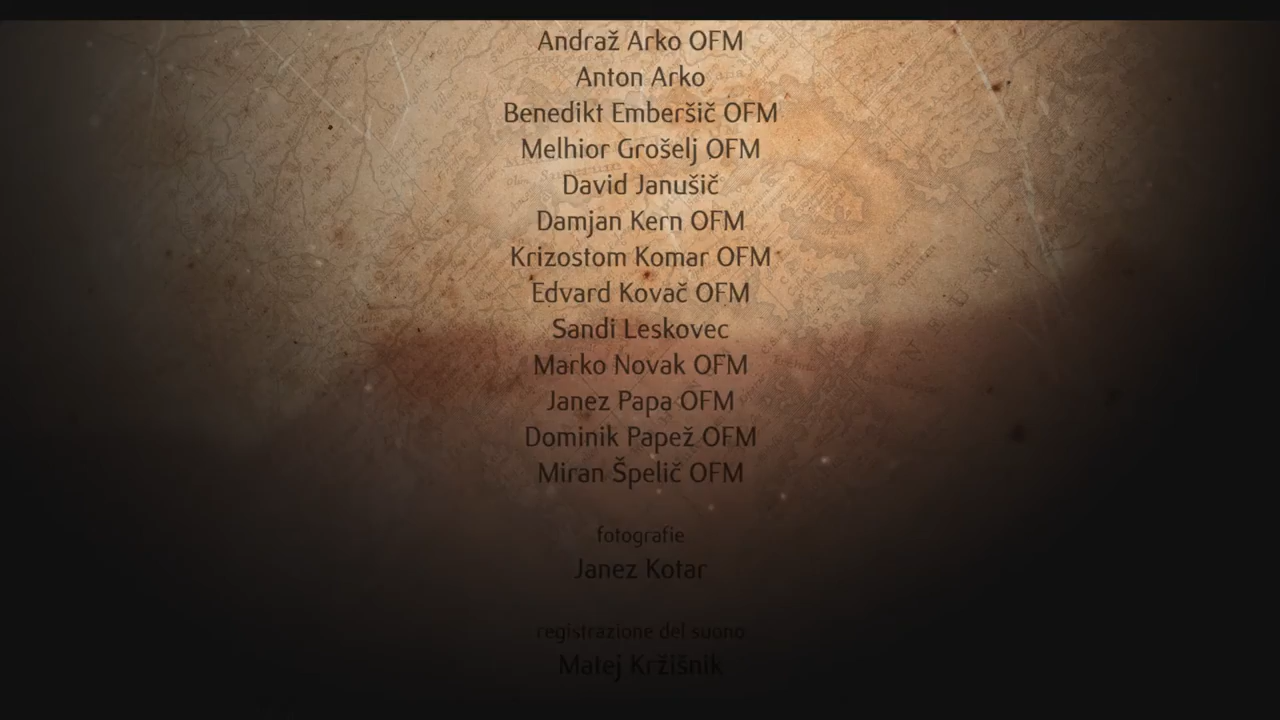 Andraž Arko OFM
Anton Arko
Benedikt Emberšič OFM
Melhior Grošelj OFM
David Janušič
Damjan Kern OFM
Krizostom Komar OFM
Edvard Kovač OFM
Sandi Leskovec
Marko Novak OFM
Janez Papa OFM
Dominik Papež OFM
Miran Špelič OFM
fotografie
Janez Kotar
registrazione del suono
Matej Kržišnik